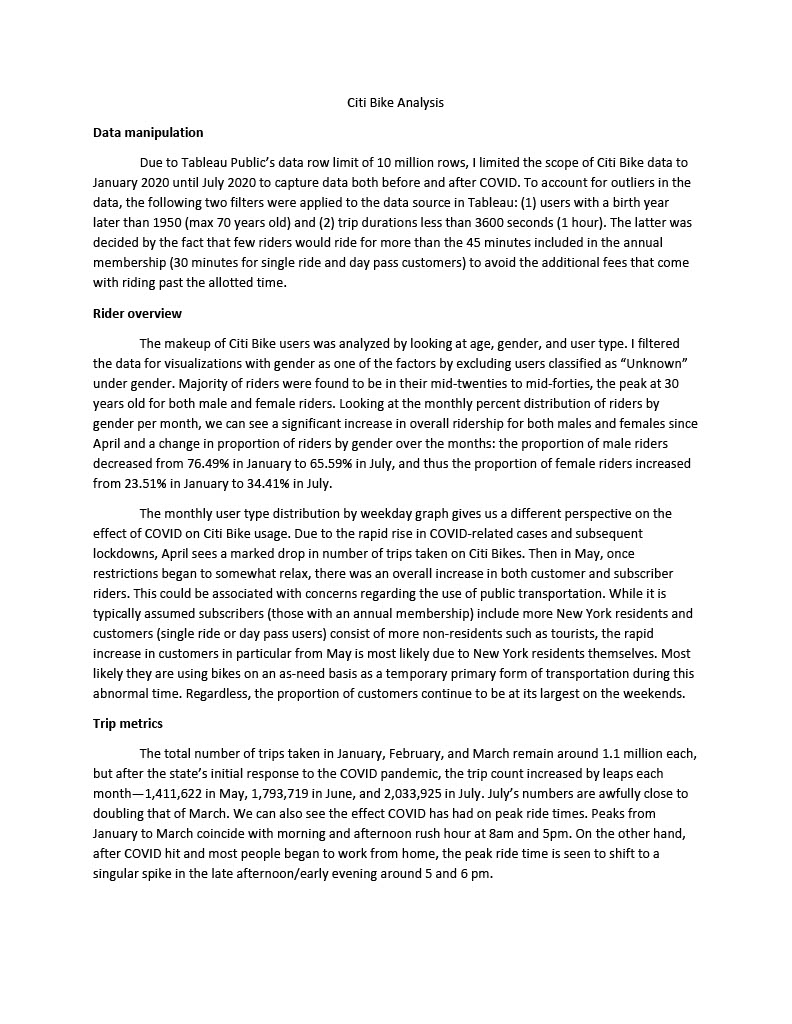 Citi Bike Analysis
Data manipulation
Due to Tableau Public’s data row limit of 10 million rows, I limited the scope of Citi Bike data to
January 2020 until July 2020 to capture data both before and after COVID. To account for outliers in the
data, the following two filters were applied to the data source in Tableau: (1) users with a birth year
later than 1950 (max 70 years old) and (2) trip durations less than 3600 seconds (1 hour). The latter was
decided by the fact that few riders would ride for more than the 45 minutes included in the annual
membership (30 minutes for single ride and day pass customers) to avoid the additional fees that come
with riding past the allotted time.
Rider overview
The makeup of Citi Bike users was analyzed by looking at age, gender, and user type. I filtered
the data for visualizations with gender as one of the factors by excluding users classified as “Unknown”
under gender. Majority of riders were found to be in their mid-twenties to mid-forties, the peak at 30
years old for both male and female riders. Looking at the monthly percent distribution of riders by
gender per month, we can see a significant increase in overall ridership for both males and females since
April and a change in proportion of riders by gender over the months: the proportion of male riders
decreased from 76.49% in January to 65.59% in July, and thus the proportion of female riders increased
from 23.51% in January to 34.41% in July.
The monthly user type distribution by weekday graph gives us a different perspective on the
effect of COVID on Citi Bike usage. Due to the rapid rise in COVID-related cases and subsequent
lockdowns, April sees a marked drop in number of trips taken on Citi Bikes. Then in May, once
restrictions began to somewhat relax, there was an overall increase in both customer and subscriber
riders. This could be associated with concerns regarding the use of public transportation. While it is
typically assumed subscribers (those with an annual membership) include more New York residents and
customers (single ride or day pass users) consist of more non-residents such as tourists, the rapid
increase in customers in particular from May is most likely due to New York residents themselves. Most
likely they are using bikes on an as-need basis as a temporary primary form of transportation during this
abnormal time. Regardless, the proportion of customers continue to be at its largest on the weekends.
Trip metrics
The total number of trips taken in January, February, and March remain around 1.1 million each,
but after the state’s initial response to the COVID pandemic, the trip count increased by leaps each
month—1,411,622 in May, 1,793,719 in June, and 2,033,925 in July. July’s numbers are awfully close to
doubling that of March. We can also see the effect COVID has had on peak ride times. Peaks from
January to March coincide with morning and afternoon rush hour at 8am and 5pm. On the other hand,
after COVID hit and most people began to work from home, the peak ride time is seen to shift to a
singular spike in the late afternoon/early evening around 5 and 6 pm.